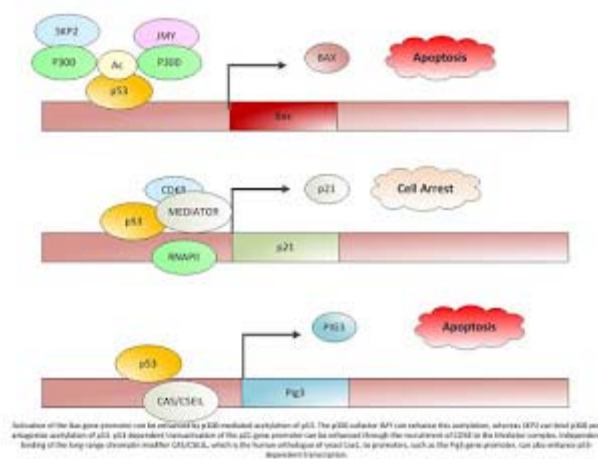 SKP2
JMY
P300
Ac
P300
p53
BAX
Apoptosis
Bax
CDK8
MEDIATOR
p53
RNAPII
p21
Cell Arrest
p21
p53
CAS/CSE1L
PIG3
Apoptosis
Pig3
Activation of the Bax gene promoter can be enhanced by p300 mediated acetylation of p53. The p300 cofactor JMY can enhance this acetylation, whereas SKP2 can bind p300 and
antagonise acetylation of p53. p53 dependent transactivation of the p21 gene promoter can be enhanced through the recruitment of CDK8 to the Mediator complex. Independent
binding of the long range chromatin modifier CAS/CSE1L, which is the human orthologue of yeast Cse1, to promoters, such as the Pig3 gene promoter, can also enhance p53
dependent transcription.